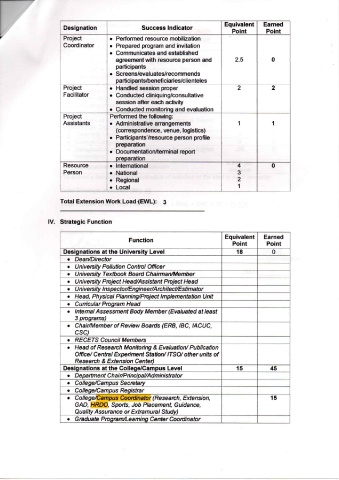 Designation Success Indicator Equivalent Point Earned Point
Project Coordinator
• Performed resource mobilization
• Prepared program and invitation
• Communicates and established
agreement with resource person and
participants
• Screens/evaluates/recommends
participants/beneficiaries/clienteles
2.5 0
Project Facilitator
• Handled session proper
• Conducted cliniquing/consultative
session after each activity
• Conducted monitoring and evaluation
2 2
Project Assistants
Performed the following:
• Administrative arrangements
(correspondence, venue, logistics)
• Participants'/resource person profile
preparation
• Documentation/terminal report
preparation
1 1
Resource Person
• International 4 0
• National 3
• Regional 2
• Local 1
Total Extension Work Load (EWL): 3
IV. Strategic Function
Function Equivalent Point Earned Point
Designations at the University Level 18 0
• Dean/Director
• University Pollution Control Officer
• University Textbook Board Chairman/Member
• University Project Head/Assistant Project Head
• University Inspector/Engineer/Architect/Estimator
• Head, Physical Planning/Project Implementation Unit
• Curricular Program Head
• Internal Assessment Body Member (Evaluated at least
3 programs)
• Chair/Member of Review Boards (ERB, IBC, IACUC,
CSC)
• RECETS Council Members
• Head of Research Monitoring & Evaluation/ Publication
Office/ Central Experiment Station/ ITSO/ other units of
Research & Extension Center)
Designations at the College/Campus Level 15 45
• Department Chair/Principal/Administrator
• College/Campus Secretary
• College/Campus Registrar
• College/Campus Coordinator (Research, Extension,
GAD, HRDO, Sports, Job Placement, Guidance,
Quality Assurance or Extramural Study)
15
• Graduate Program/Learning Center Coordinator